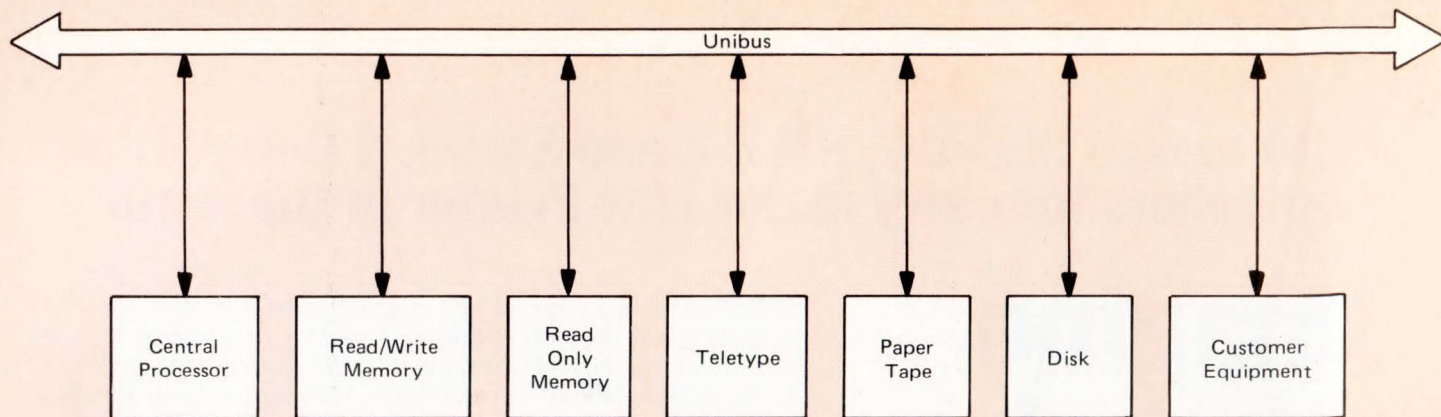 Unibus
Central
Processor
Read/Write
Memory
Read
Only
Memory
Teletype
Paper
Tape
Disk
Customer
Equipment